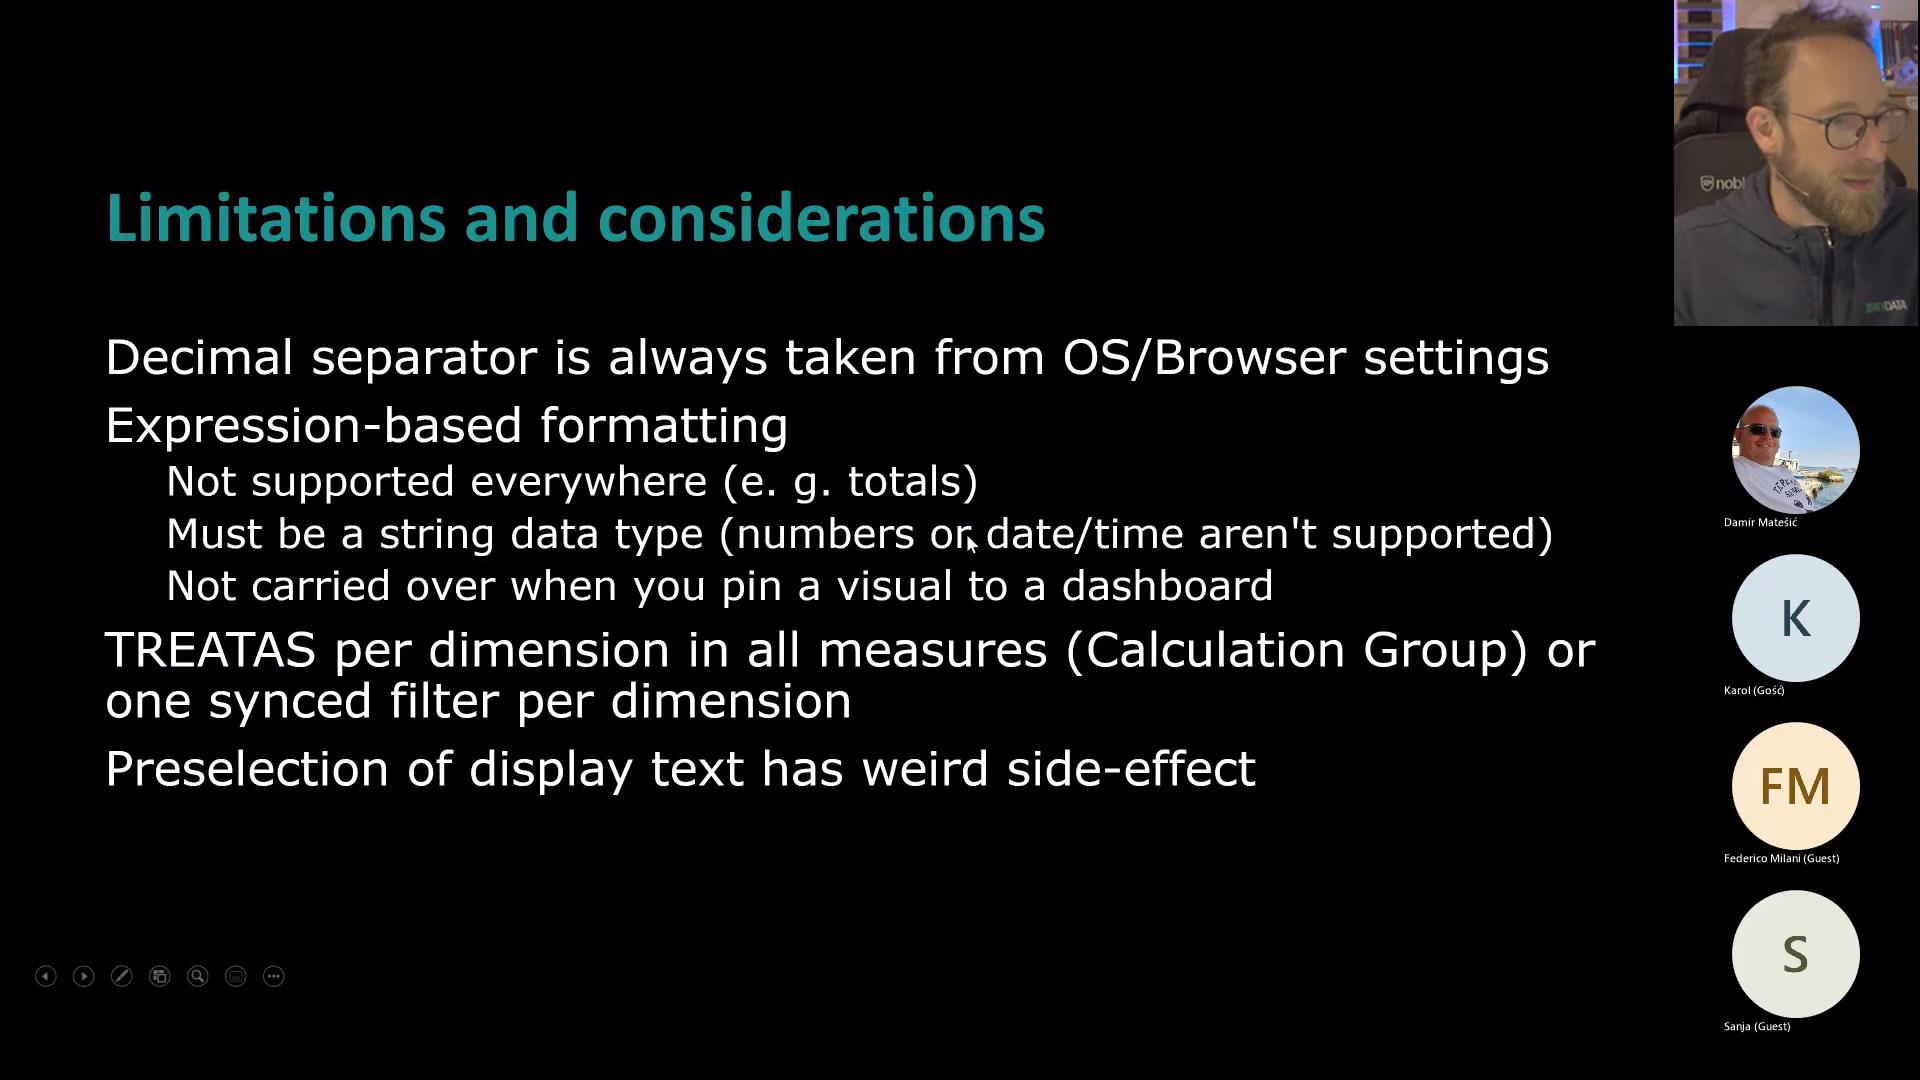 Limitations and considerations
Decimal separator is always taken from OS/Browser settings
Expression-based formatting
Not supported everywhere (e. g. totals)
Must be a string data type (numbers or date/time aren't supported)
Not carried over when you pin a visual to a dashboard
TREATAS per dimension in all measures (Calculation Group) or
one synced filter per dimension
Preselection of display text has weird side-effect
nobl
DATA
Damir Matešić
K
Karol (Gość)
FM
Federico Milani (Guest)
S
Sanja (Guest)